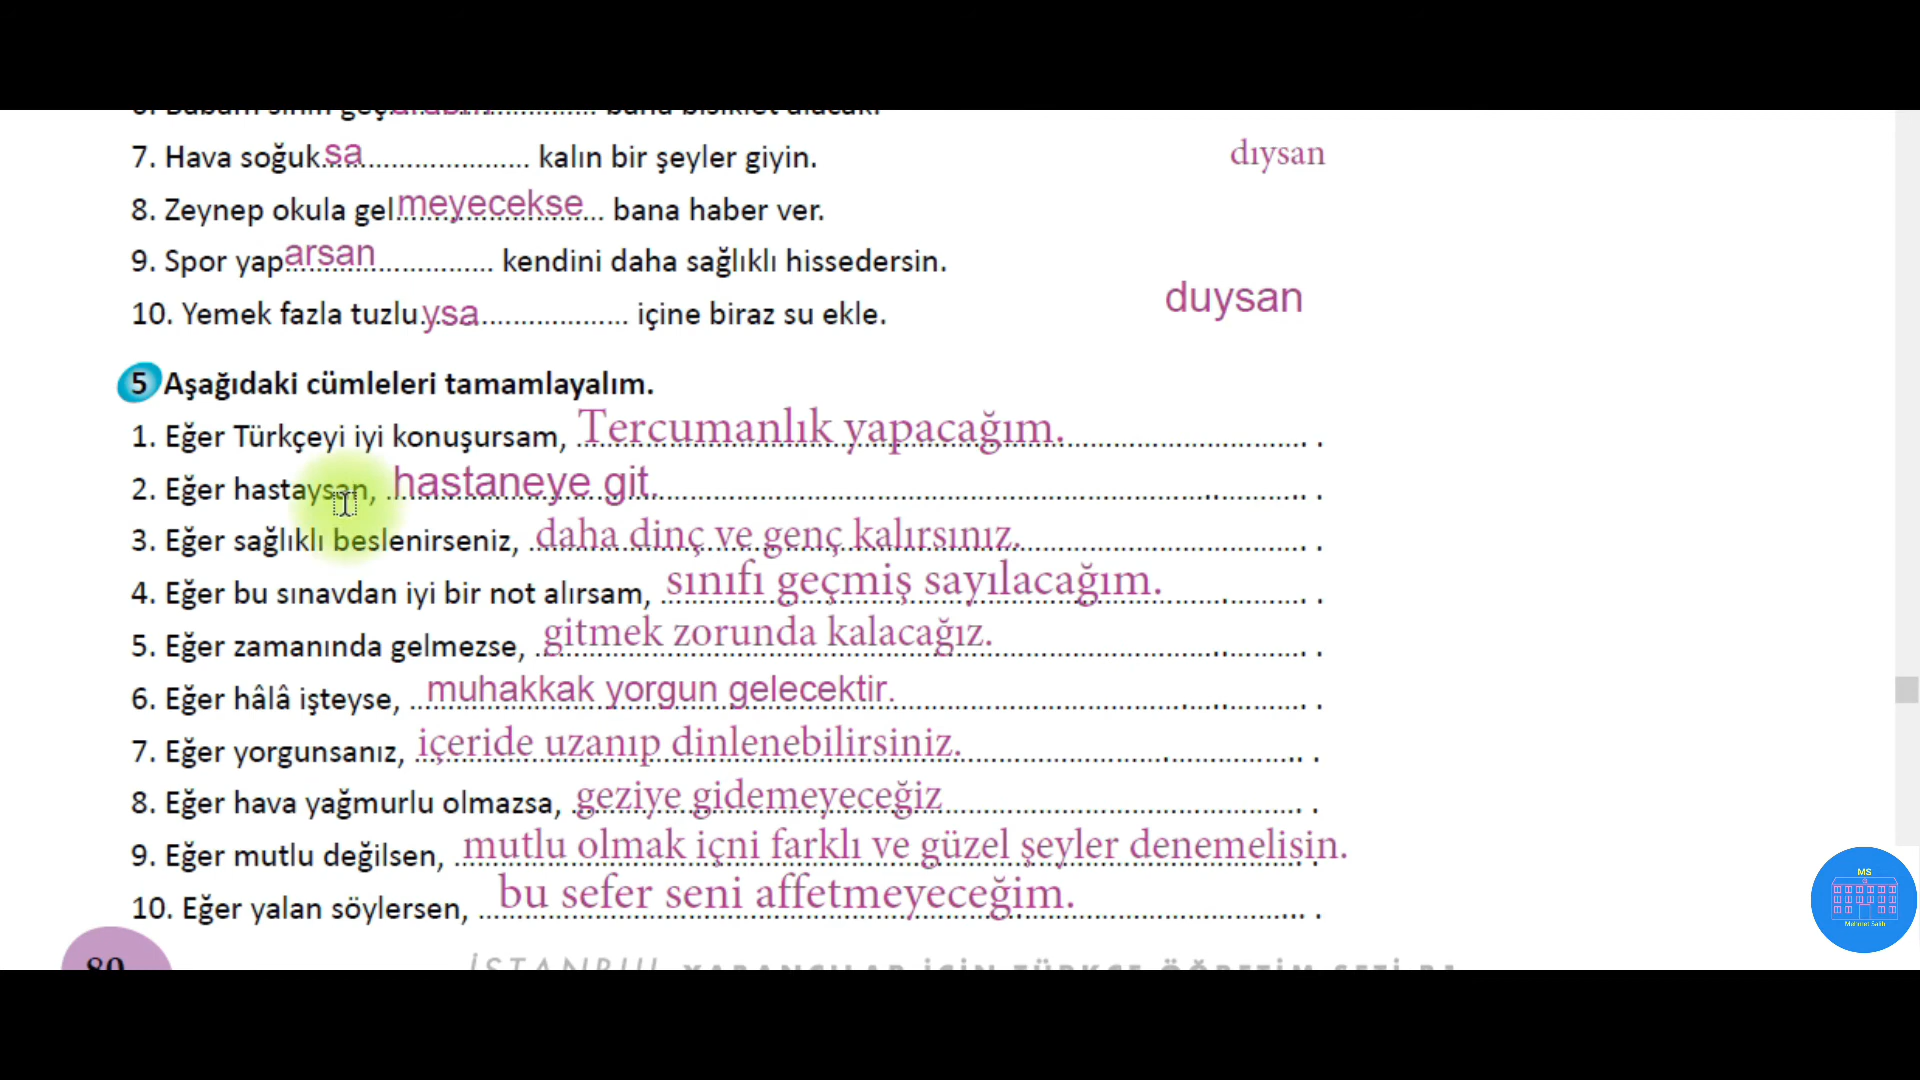 7. Hava soğuksa.......................... kalın bir şeyler giyin.
dıysan
8. Zeynep okula gelmeyecekse... bana haber ver.
9. Spor yaparsan.......................... kendini daha sağlıklı hissedersin.
10. Yemek fazla tuzluysa.................... içine biraz su ekle.
duysan
5 Aşağıdaki cümleleri tamamlayalım.
1. Eğer Türkçeyi iyi konuşursam, Tercumanlık yapacağım.
2. Eğer hastaysan, hastaneye git.
3. Eğer sağlıklı beslenirseniz, daha dinç ve genç kalırsınız.
4. Eğer bu sınavdan iyi bir not alırsam, sınıfı geçmiş sayılacağım.
5. Eğer zamanında gelmezse, gitmek zorunda kalacağız.
6. Eğer hâlâ işteyse, muhakkak yorgun gelecektir.
7. Eğer yorgunsanız, içeride uzanıp dinlenebilirsiniz.
8. Eğer hava yağmurlu olmazsa, geziye gidemeyeceğiz
9. Eğer mutlu değilsen, mutlu olmak içni farklı ve güzel şeyler denemelisin.
10. Eğer yalan söylersen, bu sefer seni affetmeyeceğim.
MS
Mehmet Salih
80